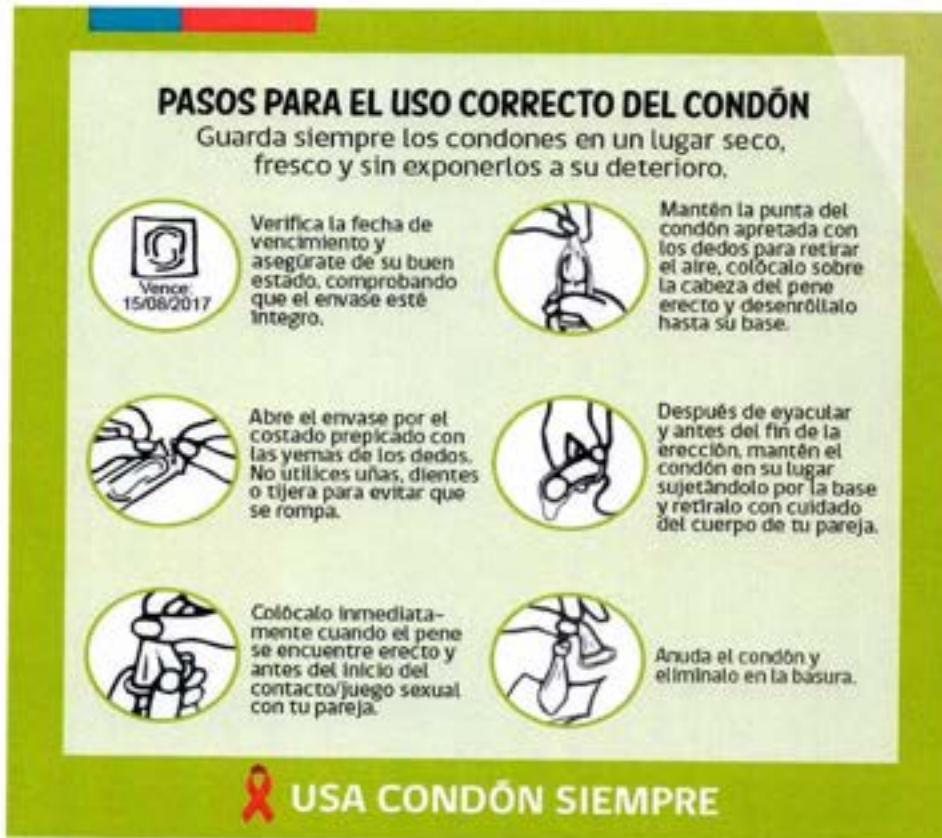 PASOS PARA EL USO CORRECTO DEL CONDÓN
Guarda siempre los condones en un lugar seco,
fresco y sin exponerlos a su deterioro.
Vence:
15/08/2017
Verifica la fecha de
vencimiento y
asegúrate de su buen
estado, comprobando
que el envase esté
íntegro.
Abre el envase por el
costado prepicado con
las yemas de los dedos.
No utilices uñas, dientes
o tijera para evitar que
se rompa.
Colócalo inmediata-
mente cuando el pene
se encuentre erecto y
antes del inicio del
contacto/juego sexual
con tu pareja.
Mantén la punta del
condón apretada con
los dedos para retirar
el aire, colócalo sobre
la cabeza del pene
erecto y desenróllalo
hasta su base.
Después de eyacular
y antes del fin de la
erección, mantén el
condón en su lugar
sujetándolo por la base
y retíralo con cuidado
del cuerpo de tu pareja.
Anuda el condón y
elimínalo en la basura.
USA CONDÓN SIEMPRE